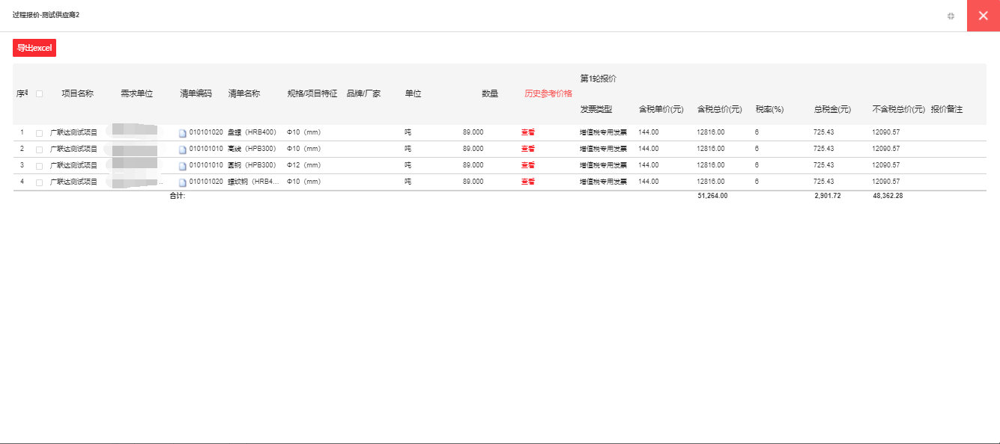 过程报价-测试供应商2
导出excel
第1轮报价
序号 项目名称 需求单位 清单编码 清单名称 规格/项目特征 品牌/厂家 单位 数量 历史参考价格
发票类型 含税单价(元) 含税总价(元) 税率(%) 总税金(元) 不含税总价(元) 报价备注
1 广联达测试项目 010101020 盘螺（HRB400） Φ10（mm） 吨 89.000 查看 增值税专用发票 144.00 12816.00 6 725.43 12090.57
2 广联达测试项目 010101010 高线（HPB300） Φ10（mm） 吨 89.000 查看 增值税专用发票 144.00 12816.00 6 725.43 12090.57
3 广联达测试项目 010101010 圆钢（HPB300） Φ12（mm） 吨 89.000 查看 增值税专用发票 144.00 12816.00 6 725.43 12090.57
4 广联达测试项目 .. 010101020 螺纹钢（HRB4... Φ10（mm） 吨 89.000 查看 增值税专用发票 144.00 12816.00 6 725.43 12090.57
合计: 51,264.00 2,901.72 48,362.28